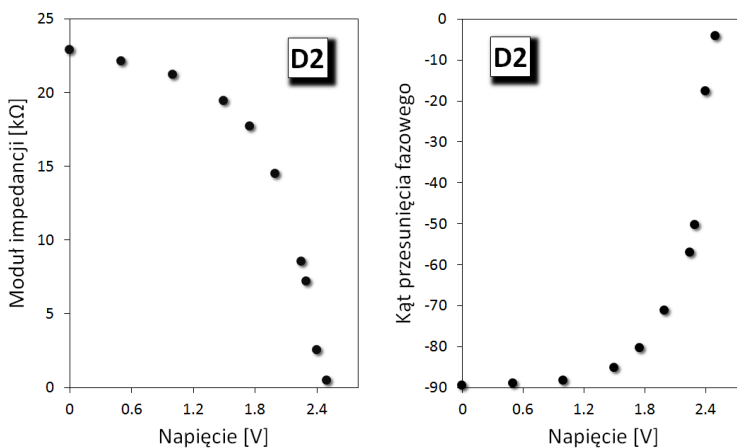 Moduł impedancji [kΩ]
25
20
15
10
5
0
D2
0 0.6 1.2 1.8 2.4
Napięcie [V]
Kąt przesunięcia fazowego
0
-10
-20
-30
-40
-50
-60
-70
-80
-90
D2
0 0.6 1.2 1.8 2.4
Napięcie [V]